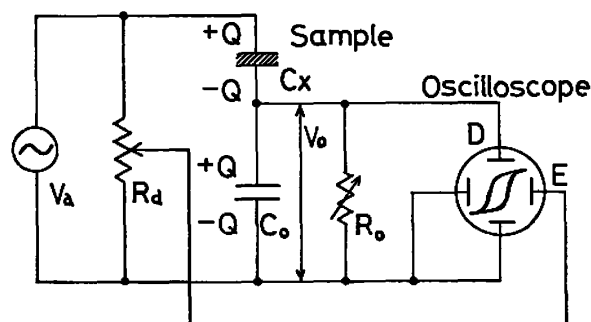 +Q
Sample
-Q
Cx
Oscilloscope
Va
Rd
+Q
-Q
Co
Vo
Ro
D
E